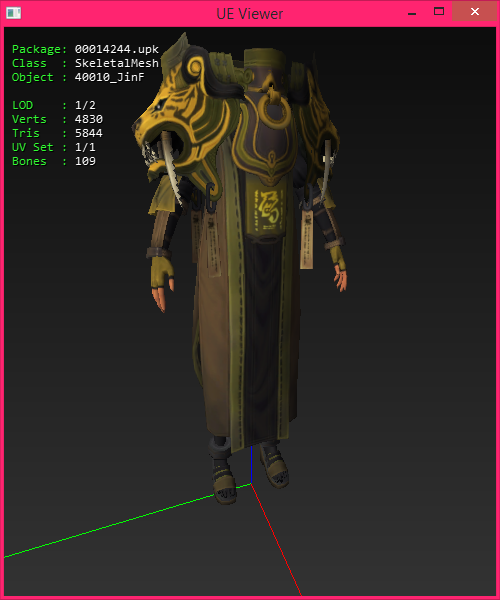 UE Viewer
Package: 00014244.upk
Class : SkeletalMesh
Object : 40010_JinF
LOD : 1/2
Verts : 4830
Tris : 5844
UV Set : 1/1
Bones : 109